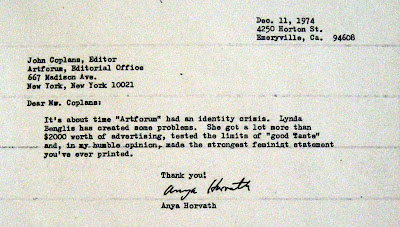 Dec. 11, 1974
4250 Horton St.
Emeryville, Ca.  94608
John Coplans, Editor
Artforum, Editorial Office
667 Madison Ave.
New York, New York 10021
Dear Mm. Coplans:
It's about time "Artforum" had an identity crisis.  Lynda
Benglis has created some problems.  She got a lot more than
$2000 worth of advertising, tested the limits of "good Taste"
and, in my humble opinion, made the strongest feminist statement
you've ever printed.
Thank you!
Anya Horvath
Anya Horvath